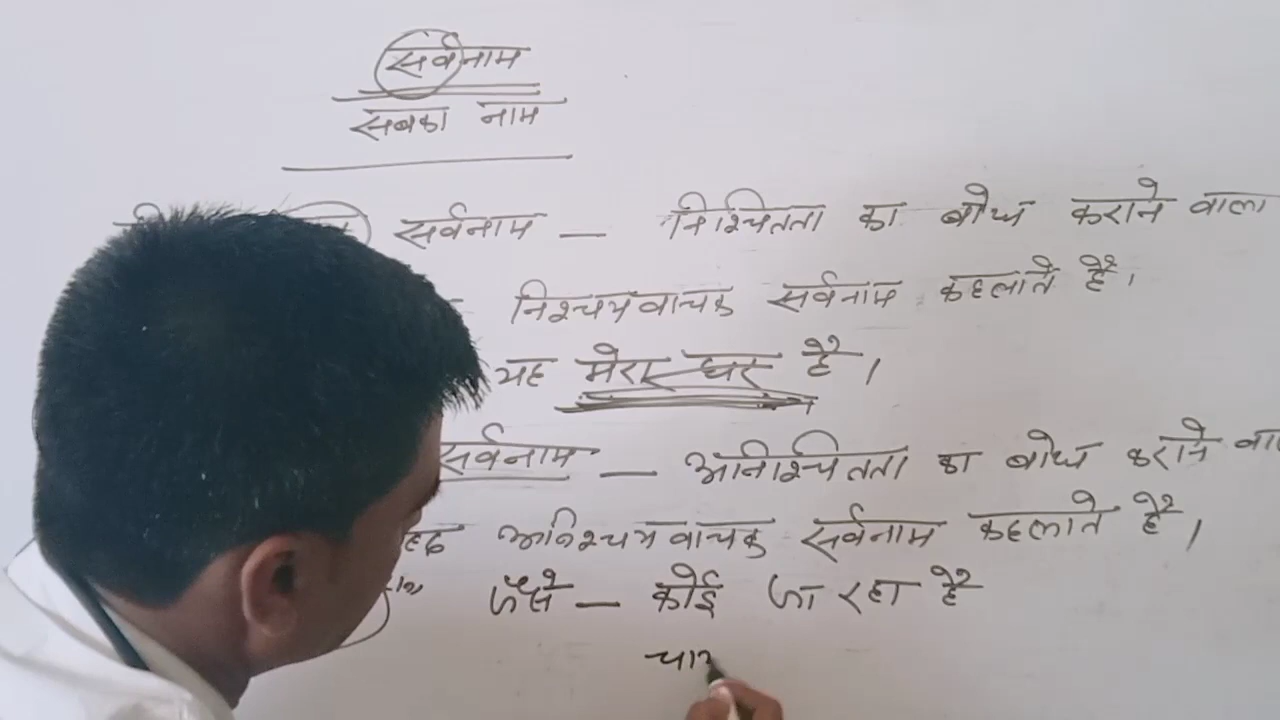 सर्वनाम
सबका नाम
सर्वनाम — निश्चितता का बोध कराने वाला
निश्चयवाचक सर्वनाम कहलाते है।
यह मेरा घर है।
सर्वनाम — अनिश्चितता का बोध कराने
अनिश्चयवाचक सर्वनाम कहलाते है।
जैसे — कोई जा रहा है